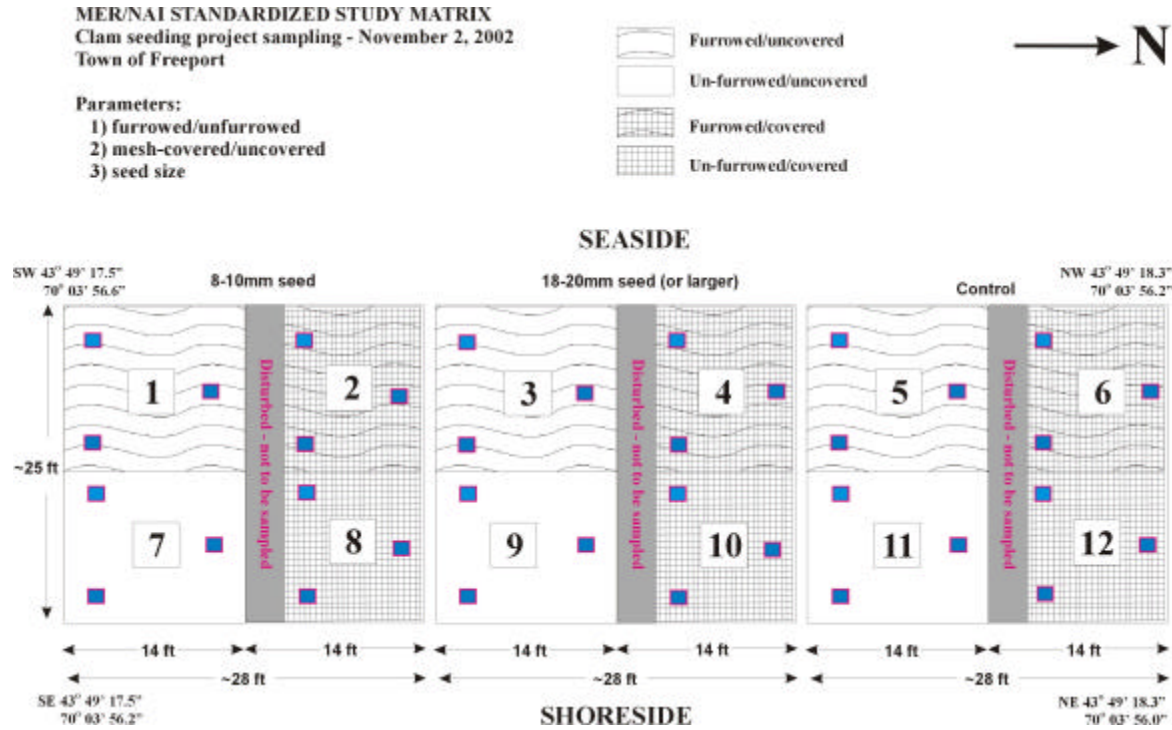 MER/NAI STANDARDIZED STUDY MATRIX
Clam seeding project sampling - November 2, 2002
Town of Freeport
Parameters:
1) furrowed/unfurrowed
2) mesh-covered/uncovered
3) seed size
Furrowed/uncovered
Un-furrowed/uncovered
Furrowed/covered
Un-furrowed/covered
N
SEASIDE
SW 43° 49' 17.5"
70° 03' 56.6"
8-10mm seed
18-20mm seed (or larger)
Control
NW 43° 49' 18.3"
70° 03' 56.2"
1
2
3
4
5
6
Disturbed - not to be sampled
Disturbed - not to be sampled
Disturbed - not to be sampled
~25 ft
7
8
9
10
11
12
14 ft
14 ft
14 ft
14 ft
14 ft
14 ft
~28 ft
~28 ft
~28 ft
SE 43° 49' 17.5"
70° 03' 56.2"
SHORESIDE
NE 43° 49' 18.3"
70° 03' 56.0"